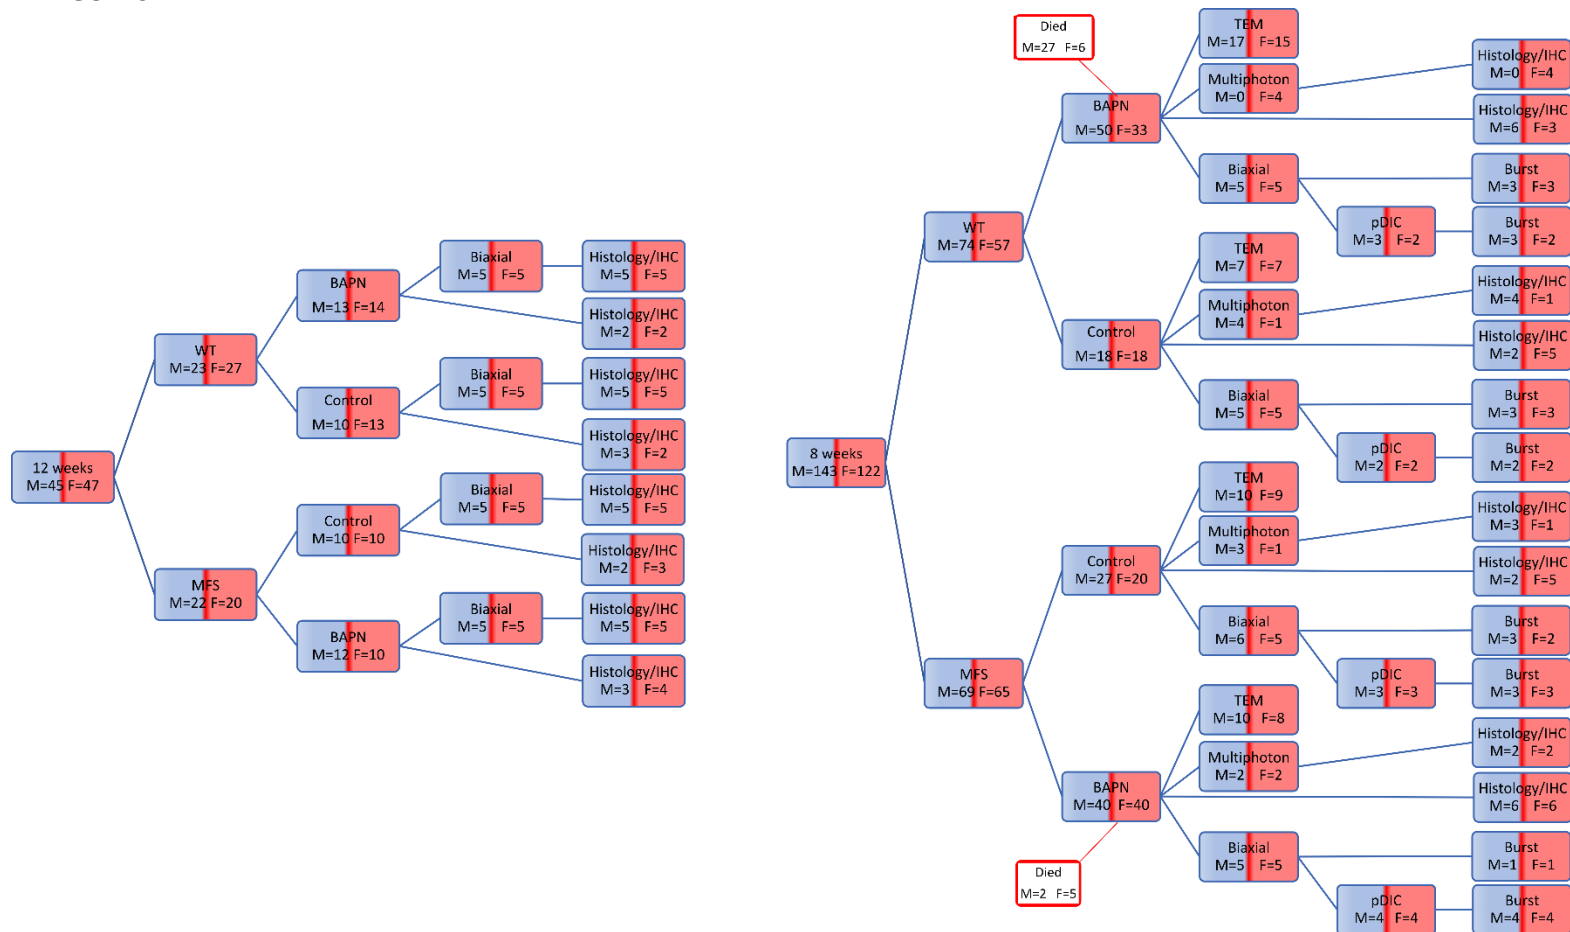 12 weeks
M=45 F=47
WT
M=23 F=27
BAPN
M=13 F=14
Biaxial
M=5 F=5
Histology/IHC
M=5 F=5
Histology/IHC
M=2 F=2
Control
M=10 F=13
Biaxial
M=5 F=5
Histology/IHC
M=5 F=5
Histology/IHC
M=3 F=2
MFS
M=22 F=20
Control
M=10 F=10
Biaxial
M=5 F=5
Histology/IHC
M=5 F=5
Histology/IHC
M=2 F=3
BAPN
M=12 F=10
Biaxial
M=5 F=5
Histology/IHC
M=5 F=5
Histology/IHC
M=3 F=4
8 weeks
M=143 F=122
WT
M=74 F=57
Died
M=27 F=6
BAPN
M=50 F=33
TEM
M=17 F=15
Multiphoton
M=0 F=4
Histology/IHC
M=0 F=4
Histology/IHC
M=6 F=3
Biaxial
M=5 F=5
Burst
M=3 F=3
pDIC
M=3 F=2
Burst
M=3 F=2
Control
M=18 F=18
TEM
M=7 F=7
Multiphoton
M=4 F=1
Histology/IHC
M=4 F=1
Histology/IHC
M=2 F=5
Biaxial
M=5 F=5
Burst
M=3 F=3
pDIC
M=2 F=2
Burst
M=2 F=2
MFS
M=69 F=65
Control
M=27 F=20
TEM
M=10 F=9
Multiphoton
M=3 F=1
Histology/IHC
M=3 F=1
Histology/IHC
M=2 F=5
Biaxial
M=6 F=5
Burst
M=3 F=2
pDIC
M=3 F=3
Burst
M=3 F=3
BAPN
M=40 F=40
Died
M=2 F=5
TEM
M=10 F=8
Multiphoton
M=2 F=2
Histology/IHC
M=2 F=2
Histology/IHC
M=6 F=6
Biaxial
M=5 F=5
Burst
M=1 F=1
pDIC
M=4 F=4
Burst
M=4 F=4